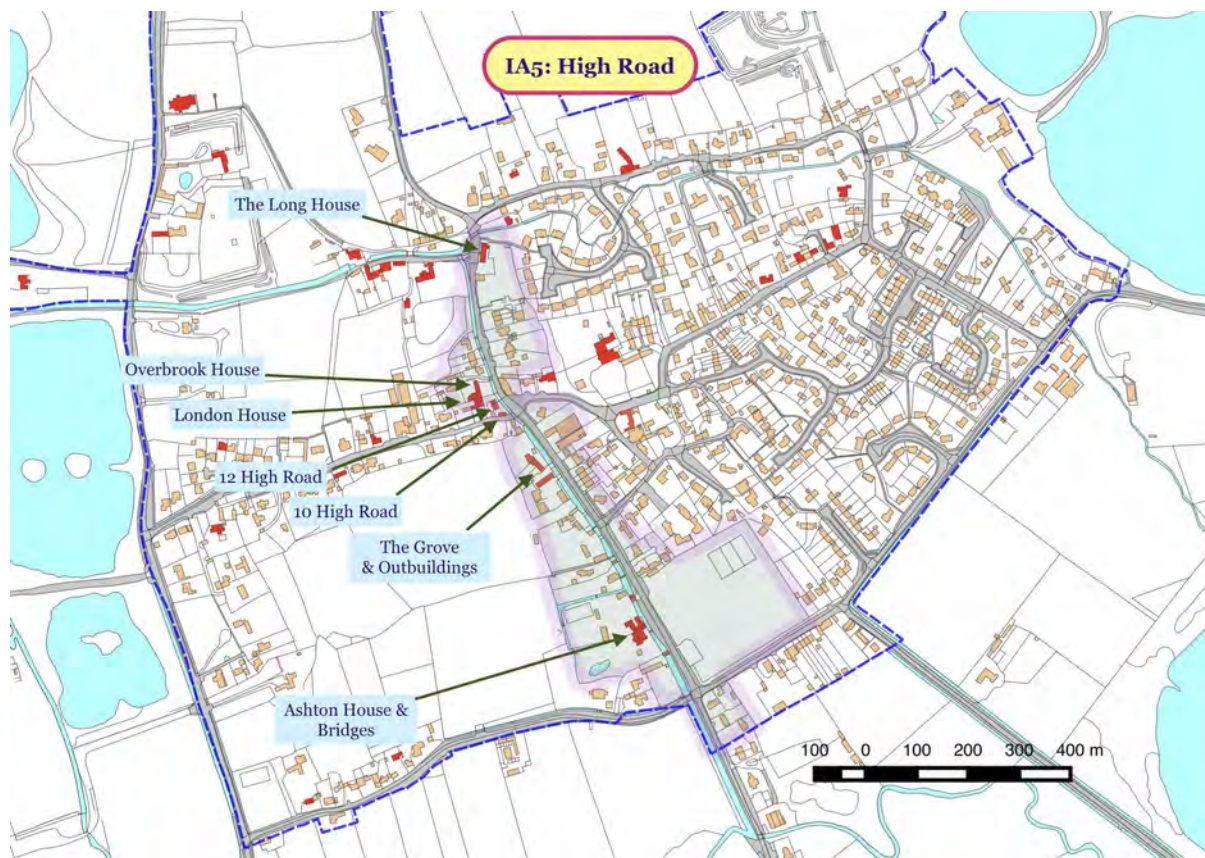 IA5: High Road
The Long House
Overbrook House
London House
12 High Road
10 High Road
The Grove
& Outbuildings
Ashton House &
Bridges
100 0 100 200 300 400 m